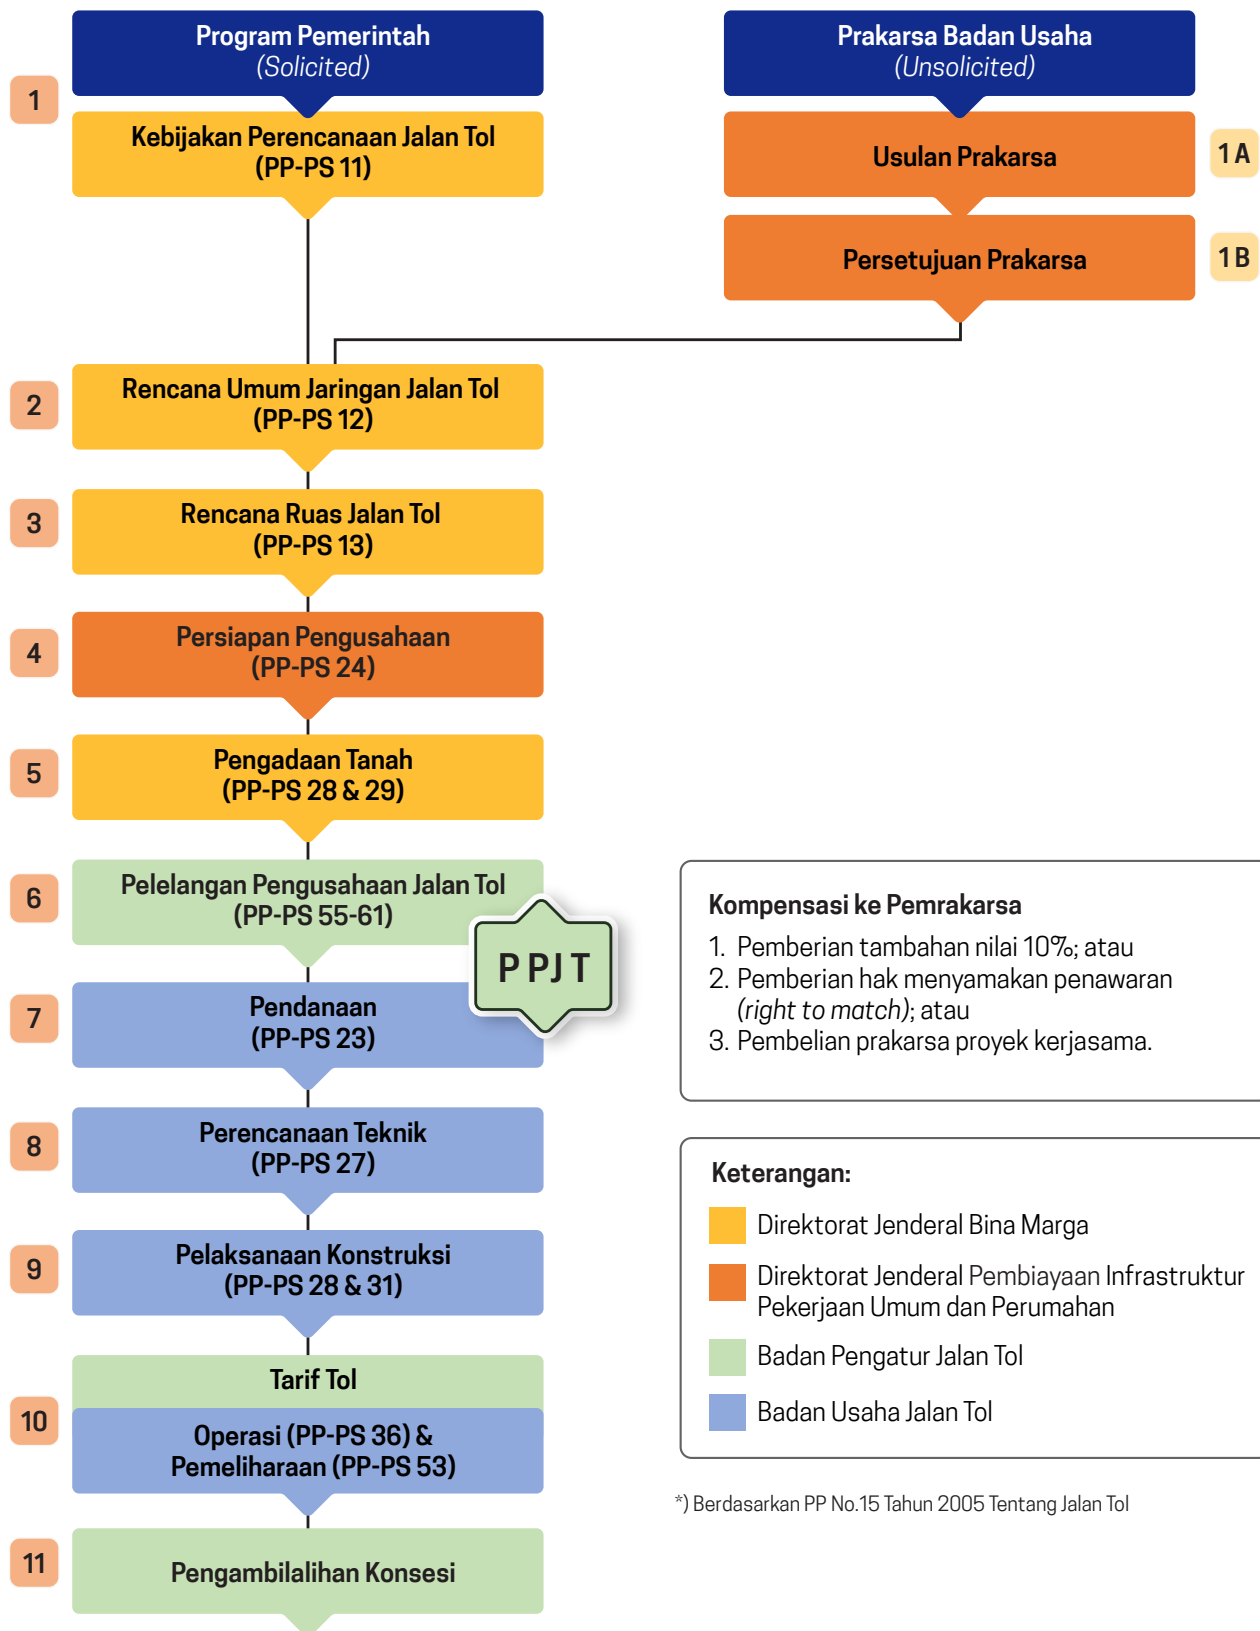 Program Pemerintah
(Solicited)
1
Kebijakan Perencanaan Jalan Tol
(PP-PS 11)
Prakarsa Badan Usaha
(Unsolicited)
Usulan Prakarsa
1 A
Persetujuan Prakarsa
1 B
2
Rencana Umum Jaringan Jalan Tol
(PP-PS 12)
3
Rencana Ruas Jalan Tol
(PP-PS 13)
4
Persiapan Pengusahaan
(PP-PS 24)
5
Pengadaan Tanah
(PP-PS 28 & 29)
6
Pelelangan Pengusahaan Jalan Tol
(PP-PS 55-61)
PPJT
7
Pendanaan
(PP-PS 23)
8
Perencanaan Teknik
(PP-PS 27)
9
Pelaksanaan Konstruksi
(PP-PS 28 & 31)
10
Tarif Tol
Operasi (PP-PS 36) &
Pemeliharaan (PP-PS 53)
11
Pengambilalihan Konsesi
Kompensasi ke Pemrakarsa
1. Pemberian tambahan nilai 10%; atau
2. Pemberian hak menyamakan penawaran
(right to match); atau
3. Pembelian prakarsa proyek kerjasama.
Keterangan:
Direktorat Jenderal Bina Marga
Direktorat Jenderal Pembiayaan Infrastruktur
Pekerjaan Umum dan Perumahan
Badan Pengatur Jalan Tol
Badan Usaha Jalan Tol
*) Berdasarkan PP No.15 Tahun 2005 Tentang Jalan Tol